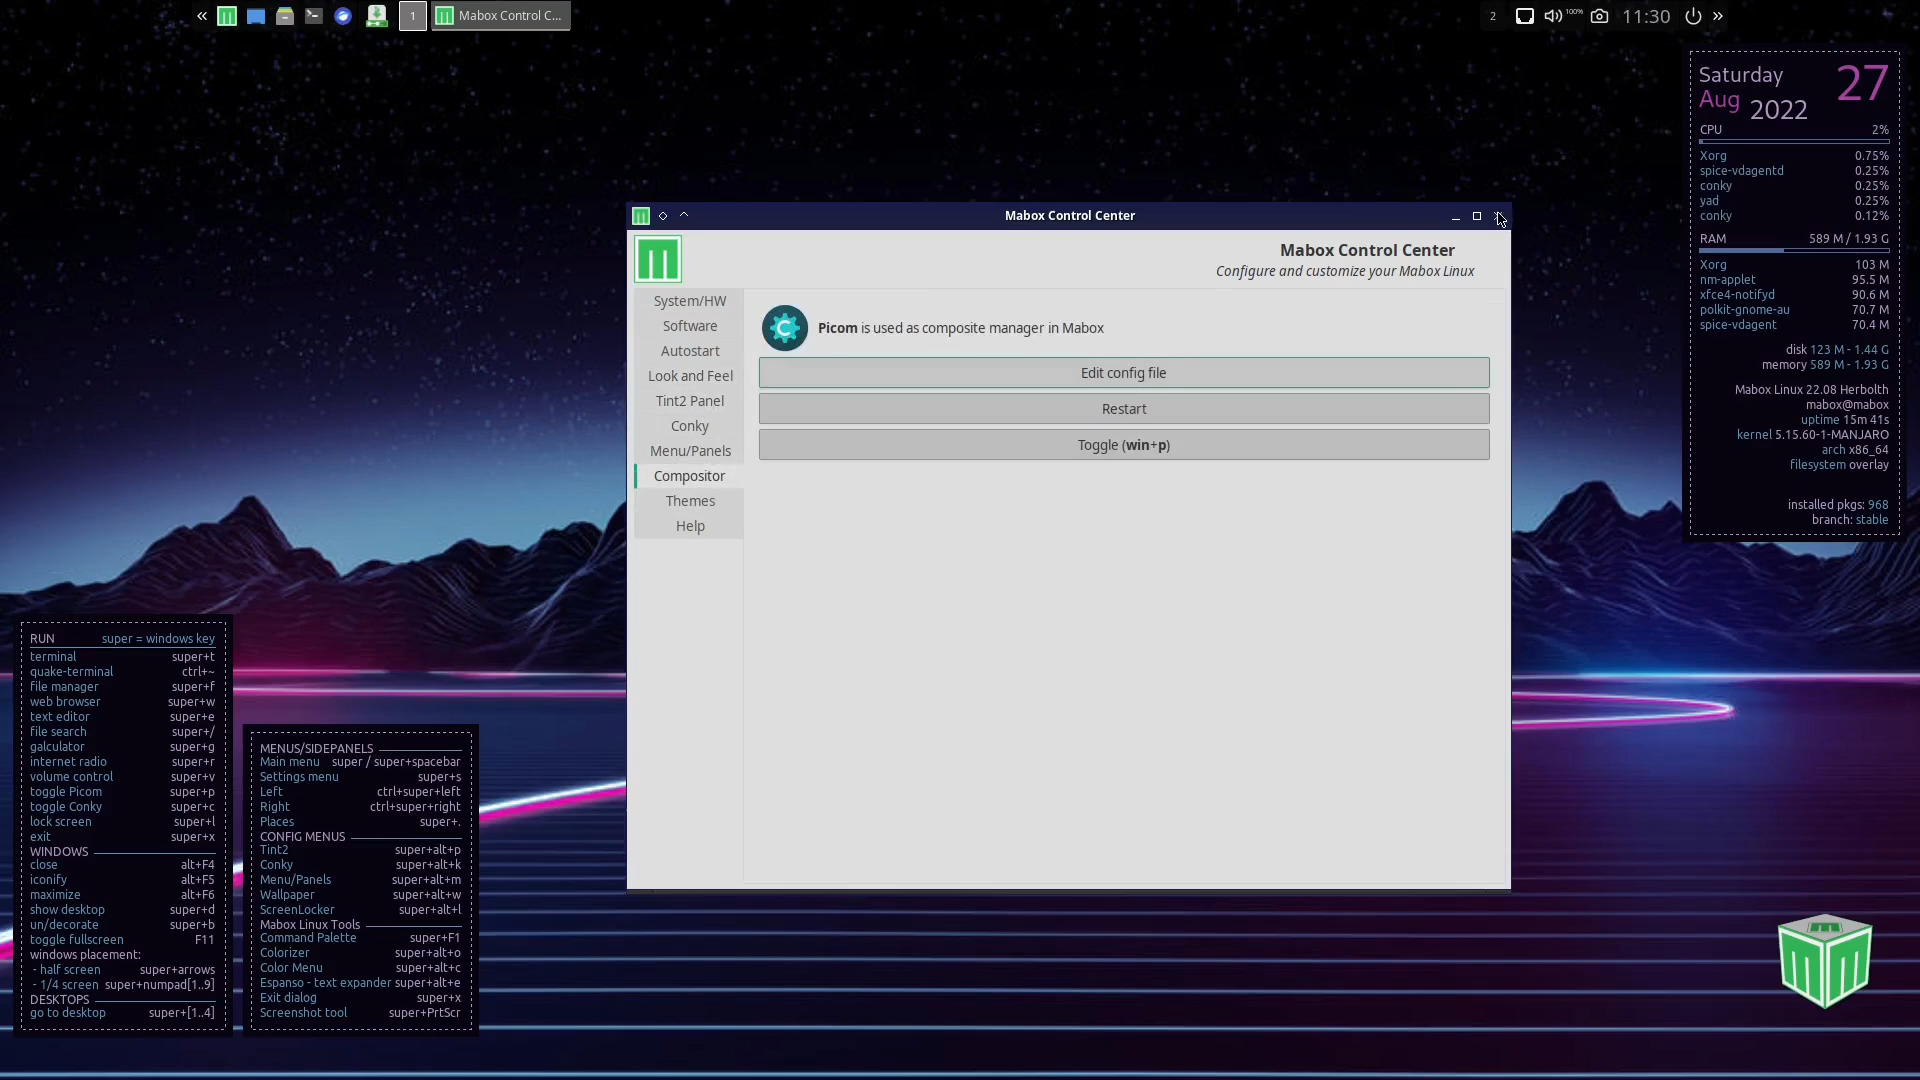 «
1
Mabox Control C...
2
100%
11:30
»
Saturday 27
Aug 2022
CPU 2%
Xorg 0.75%
spice-vdagentd 0.25%
conky 0.25%
yad 0.25%
conky 0.12%
RAM 589 M / 1.93 G
Xorg 103 M
nm-applet 95.5 M
xfce4-notifyd 90.6 M
polkit-gnome-au 70.7 M
spice-vdagent 70.4 M
disk 123 M - 1.44 G
memory 589 M - 1.93 G
Mabox Linux 22.08 Herbolth
mabox@mabox
uptime 15m 41s
kernel 5.15.60-1-MANJARO
arch x86_64
filesystem overlay
installed pkgs: 968
branch: stable
Mabox Control Center
Mabox Control Center
Configure and customize your Mabox Linux
System/HW
Software
Autostart
Look and Feel
Tint2 Panel
Conky
Menu/Panels
Compositor
Themes
Help
Picom is used as composite manager in Mabox
Edit config file
Restart
Toggle (win+p)
RUN super = windows key
terminal super+t
quake-terminal ctrl+~
file manager super+f
web browser super+w
text editor super+e
file search super+/
galculator super+g
internet radio super+r
volume control super+v
toggle Picom super+p
toggle Conky super+c
lock screen super+l
exit super+x
WINDOWS
close alt+F4
iconify alt+F5
maximize alt+F6
show desktop super+d
un/decorate super+b
toggle fullscreen F11
windows placement:
- half screen super+arrows
- 1/4 screen super+numpad[1..9]
DESKTOPS
go to desktop super+[1..4]
MENUS/SIDEPANELS
Main menu super / super+spacebar
Settings menu super+s
Left ctrl+super+left
Right ctrl+super+right
Places super+.
CONFIG MENUS
Tint2 super+alt+p
Conky super+alt+k
Menu/Panels super+alt+m
Wallpaper super+alt+w
ScreenLocker super+alt+l
Mabox Linux Tools
Command Palette super+F1
Colorizer super+alt+o
Color Menu super+alt+c
Espanso - text expander super+alt+e
Exit dialog super+x
Screenshot tool super+PrtScr